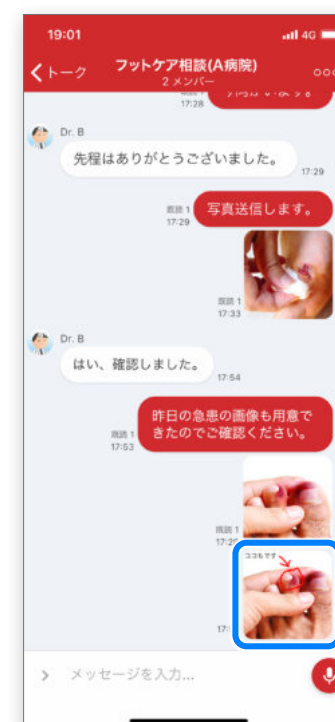 19:01
4G
トーク
フットケア相談(A病院)
2 メンバー
17:28
Dr. B
先程はありがとうございました。
17:29
既読 1
17:29
写真送信します。
既読 1
17:33
Dr. B
はい、確認しました。
17:54
昨日の急患の画像も用意で
きたのでご確認ください。
既読 1
17:53
既読 1
ココもです
メッセージを入力...